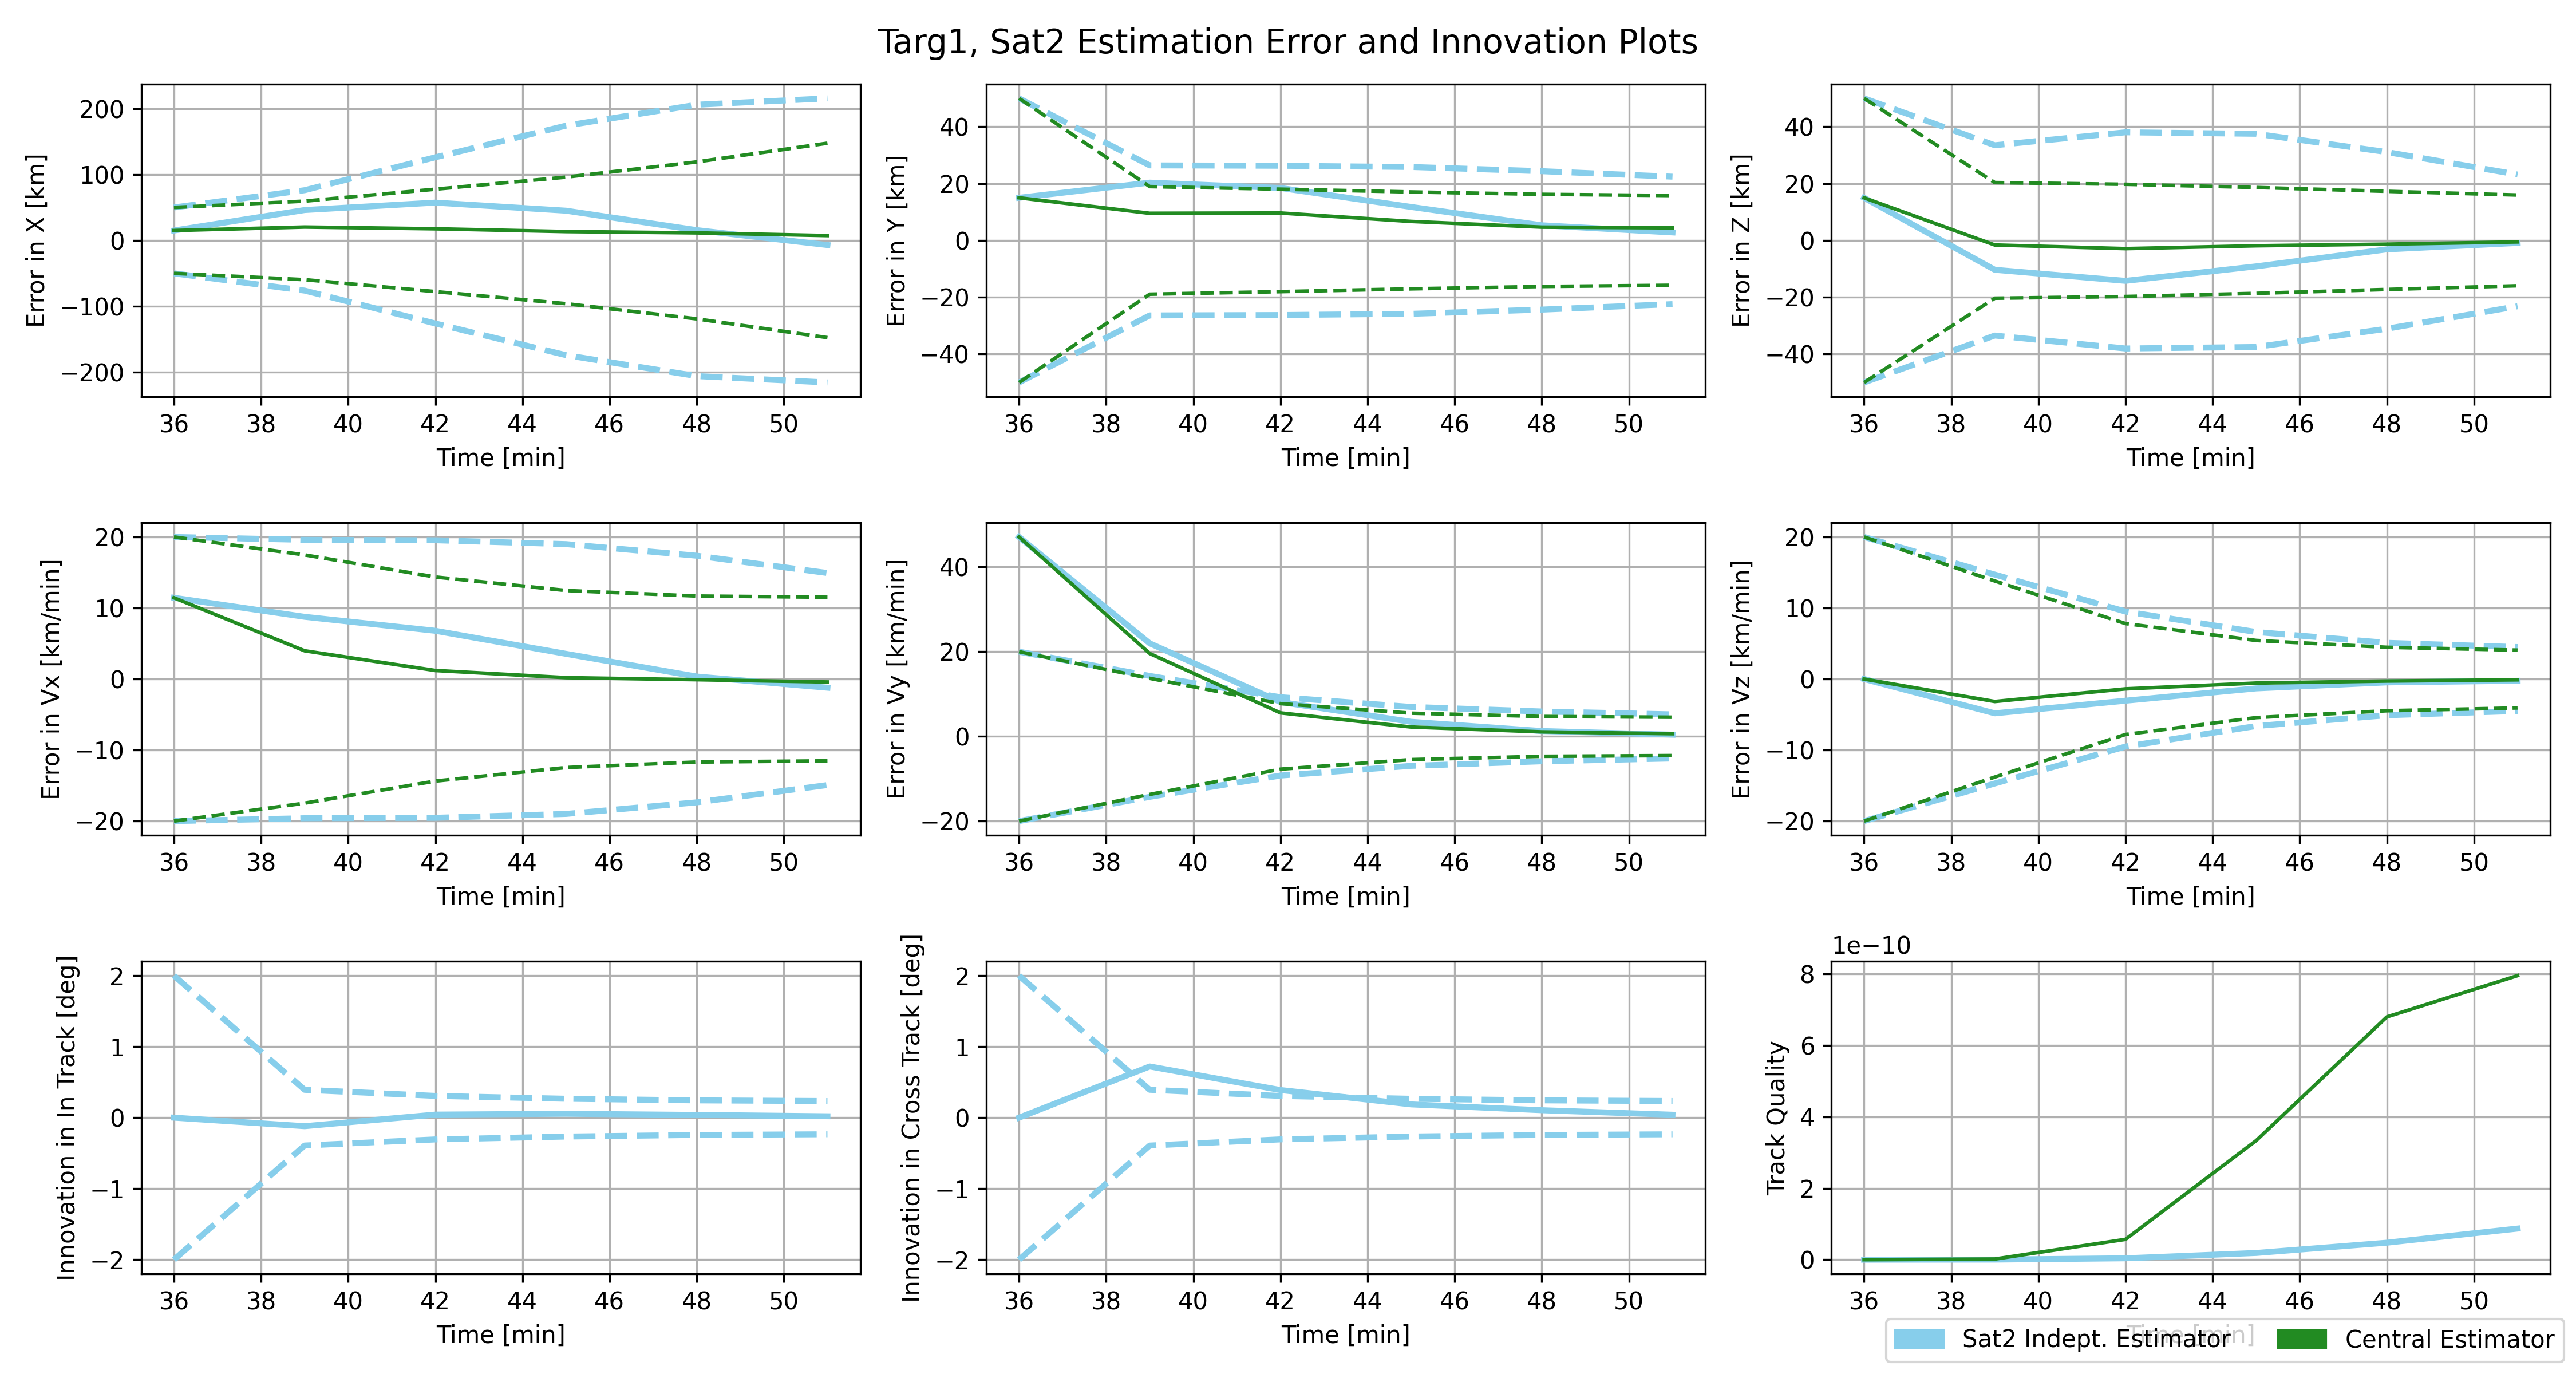 Targ1, Sat2 Estimation Error and Innovation Plots
Error in X [km]
200
100
0
−100
−200
36 38 40 42 44 46 48 50
Time [min]
Error in Y [km]
40
20
0
−20
−40
36 38 40 42 44 46 48 50
Time [min]
Error in Z [km]
40
20
0
−20
−40
36 38 40 42 44 46 48 50
Time [min]
Error in Vx [km/min]
20
10
0
−10
−20
36 38 40 42 44 46 48 50
Time [min]
Error in Vy [km/min]
40
20
0
−20
36 38 40 42 44 46 48 50
Time [min]
Error in Vz [km/min]
20
10
0
−10
−20
36 38 40 42 44 46 48 50
Time [min]
Innovation in In Track [deg]
2
1
0
−1
−2
36 38 40 42 44 46 48 50
Time [min]
Innovation in Cross Track [deg]
2
1
0
−1
−2
36 38 40 42 44 46 48 50
Time [min]
1e−10
Track Quality
8
6
4
2
0
36 38 40 42 44 46 48 50
Time [min]
Sat2 Indept. Estimator
Central Estimator